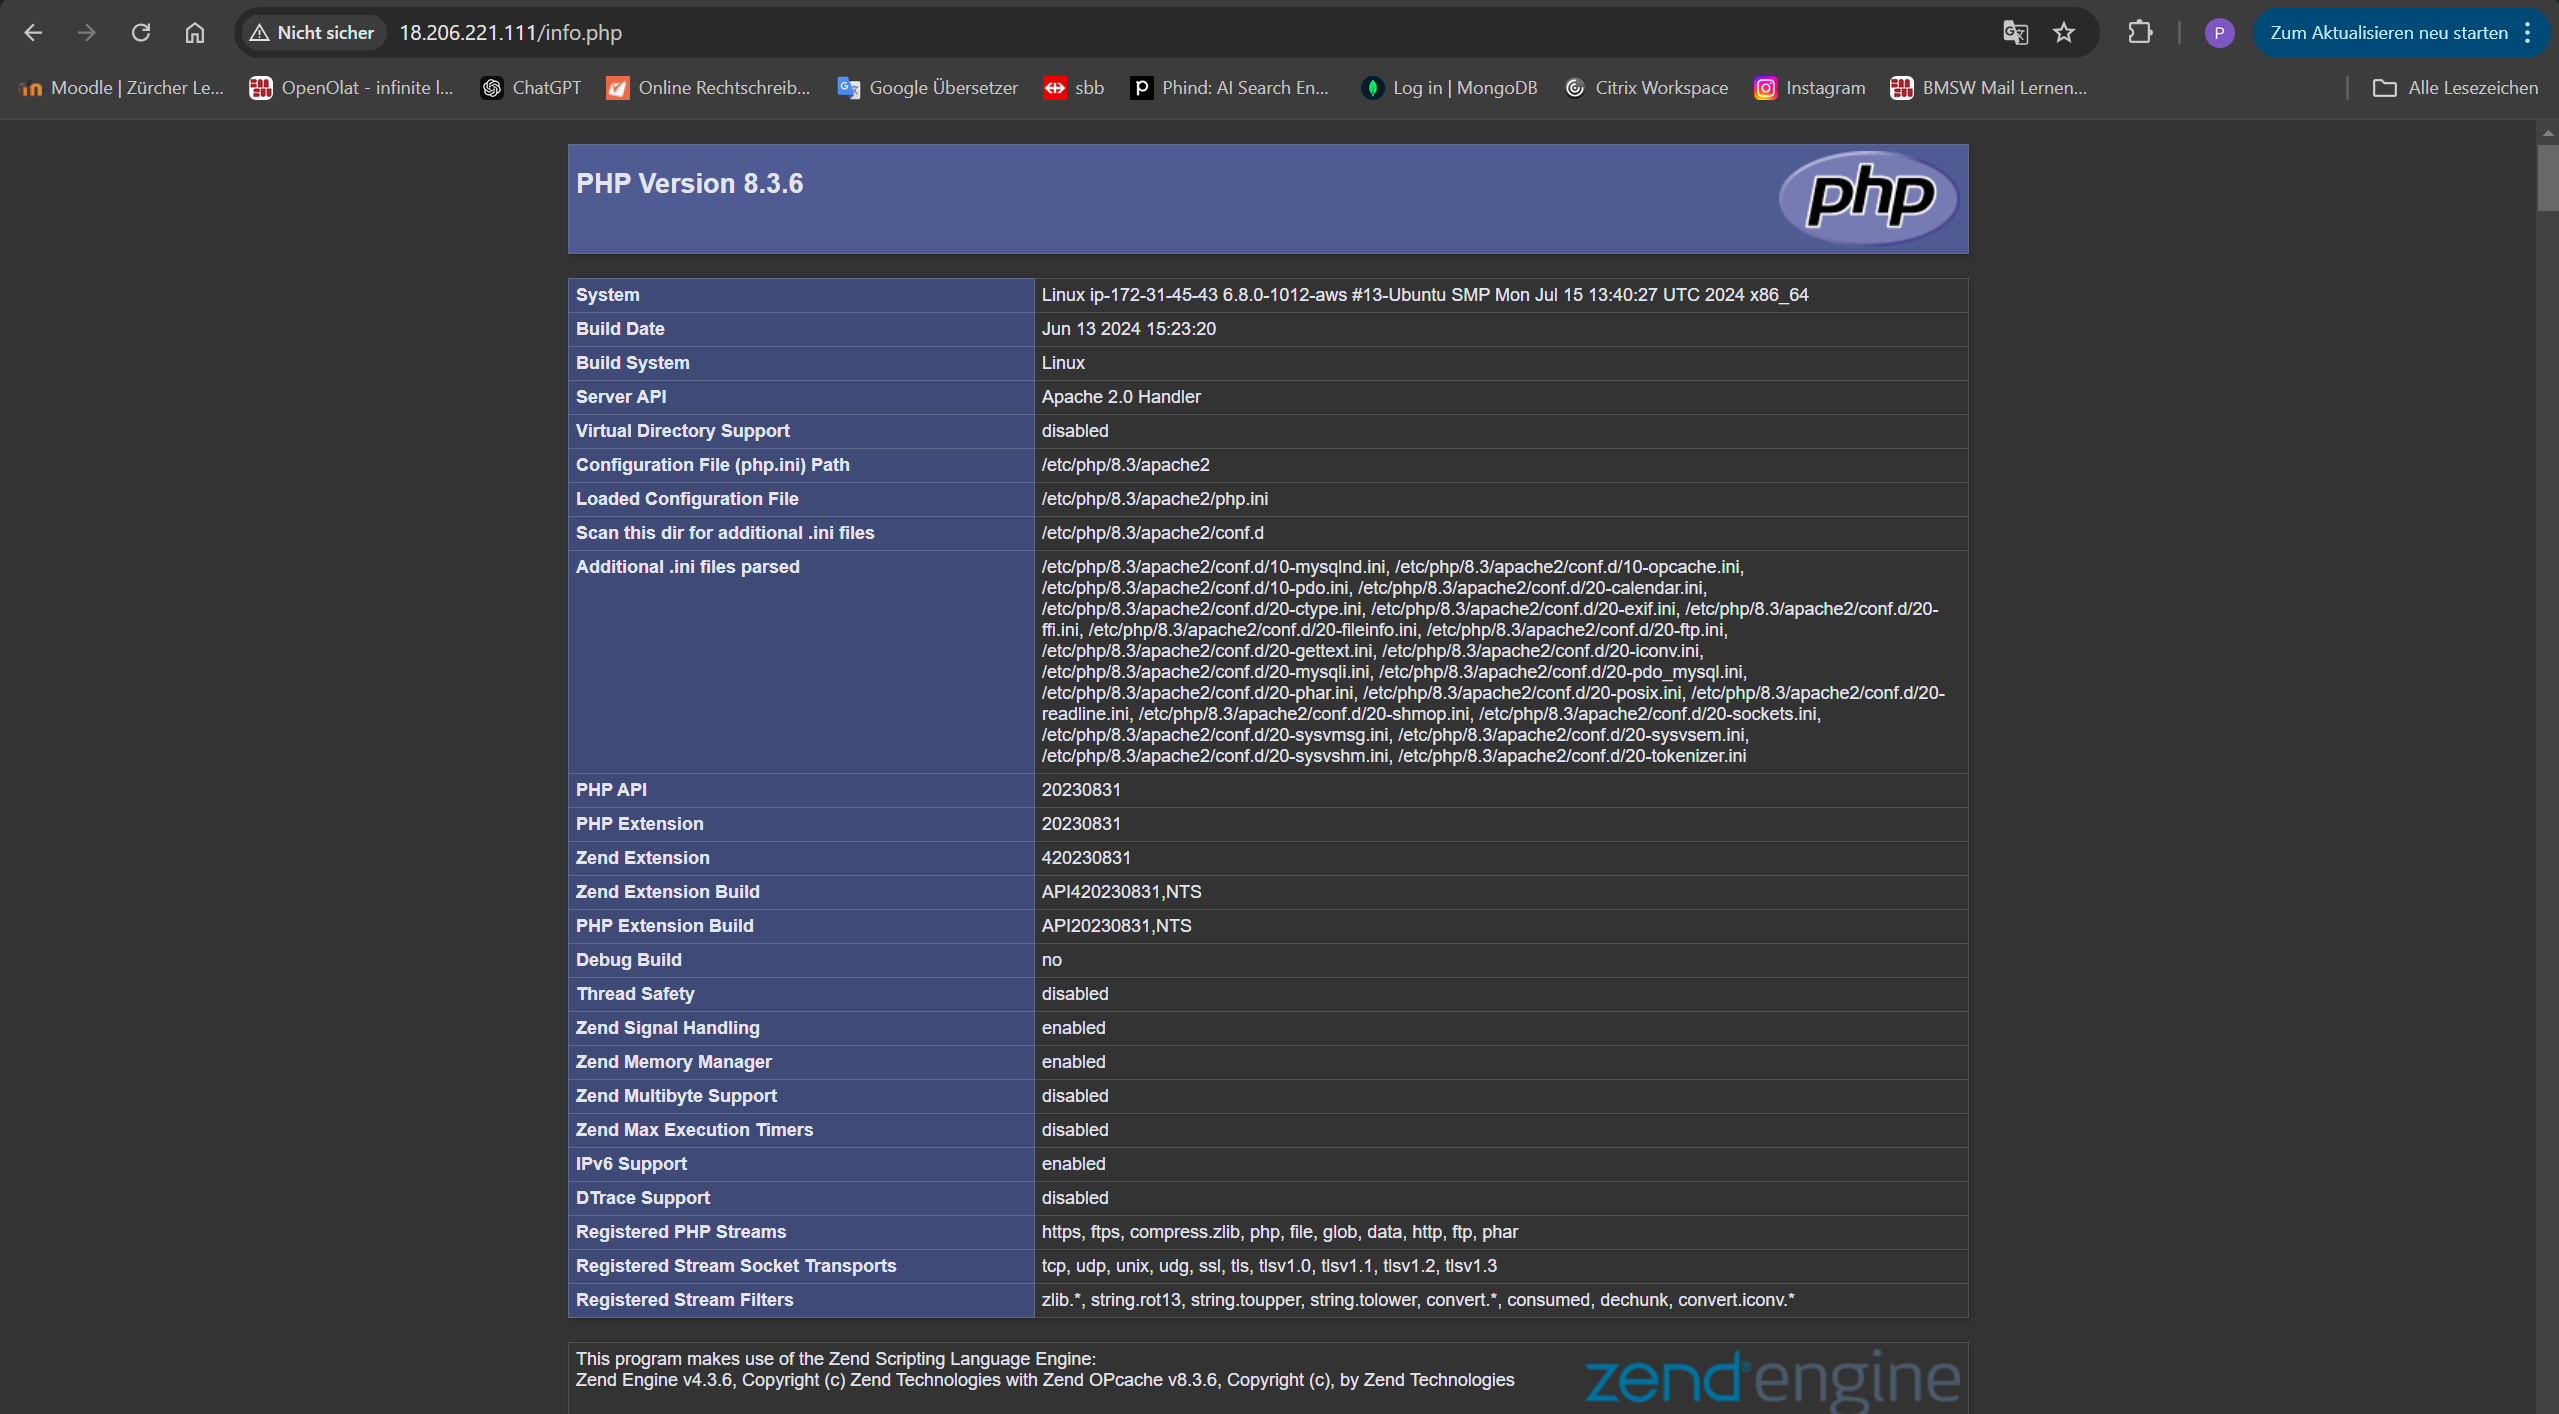 Nicht sicher 18.206.221.111/info.php Zum Aktualisieren neu starten
P
Moodle | Zürcher Le... OpenOlat - infinite l... ChatGPT Online Rechtschreib... Google Übersetzer sbb Phind: AI Search En... Log in | MongoDB Citrix Workspace Instagram BMSW Mail Lernen... Alle Lesezeichen
PHP Version 8.3.6
php
System Linux ip-172-31-45-43 6.8.0-1012-aws #13-Ubuntu SMP Mon Jul 15 13:40:27 UTC 2024 x86_64
Build Date Jun 13 2024 15:23:20
Build System Linux
Server API Apache 2.0 Handler
Virtual Directory Support disabled
Configuration File (php.ini) Path /etc/php/8.3/apache2
Loaded Configuration File /etc/php/8.3/apache2/php.ini
Scan this dir for additional .ini files /etc/php/8.3/apache2/conf.d
Additional .ini files parsed /etc/php/8.3/apache2/conf.d/10-mysqlnd.ini, /etc/php/8.3/apache2/conf.d/10-opcache.ini,
/etc/php/8.3/apache2/conf.d/10-pdo.ini, /etc/php/8.3/apache2/conf.d/20-calendar.ini,
/etc/php/8.3/apache2/conf.d/20-ctype.ini, /etc/php/8.3/apache2/conf.d/20-exif.ini, /etc/php/8.3/apache2/conf.d/20-
ffi.ini, /etc/php/8.3/apache2/conf.d/20-fileinfo.ini, /etc/php/8.3/apache2/conf.d/20-ftp.ini,
/etc/php/8.3/apache2/conf.d/20-gettext.ini, /etc/php/8.3/apache2/conf.d/20-iconv.ini,
/etc/php/8.3/apache2/conf.d/20-mysqli.ini, /etc/php/8.3/apache2/conf.d/20-pdo_mysql.ini,
/etc/php/8.3/apache2/conf.d/20-phar.ini, /etc/php/8.3/apache2/conf.d/20-posix.ini, /etc/php/8.3/apache2/conf.d/20-
readline.ini, /etc/php/8.3/apache2/conf.d/20-shmop.ini, /etc/php/8.3/apache2/conf.d/20-sockets.ini,
/etc/php/8.3/apache2/conf.d/20-sysvmsg.ini, /etc/php/8.3/apache2/conf.d/20-sysvsem.ini,
/etc/php/8.3/apache2/conf.d/20-sysvshm.ini, /etc/php/8.3/apache2/conf.d/20-tokenizer.ini
PHP API 20230831
PHP Extension 20230831
Zend Extension 420230831
Zend Extension Build API420230831,NTS
PHP Extension Build API20230831,NTS
Debug Build no
Thread Safety disabled
Zend Signal Handling enabled
Zend Memory Manager enabled
Zend Multibyte Support disabled
Zend Max Execution Timers disabled
IPv6 Support enabled
DTrace Support disabled
Registered PHP Streams https, ftps, compress.zlib, php, file, glob, data, http, ftp, phar
Registered Stream Socket Transports tcp, udp, unix, udg, ssl, tls, tlsv1.0, tlsv1.1, tlsv1.2, tlsv1.3
Registered Stream Filters zlib.*, string.rot13, string.toupper, string.tolower, convert.*, consumed, dechunk, convert.iconv.*
This program makes use of the Zend Scripting Language Engine:
Zend Engine v4.3.6, Copyright (c) Zend Technologies with Zend OPcache v8.3.6, Copyright (c), by Zend Technologies
zend® engine